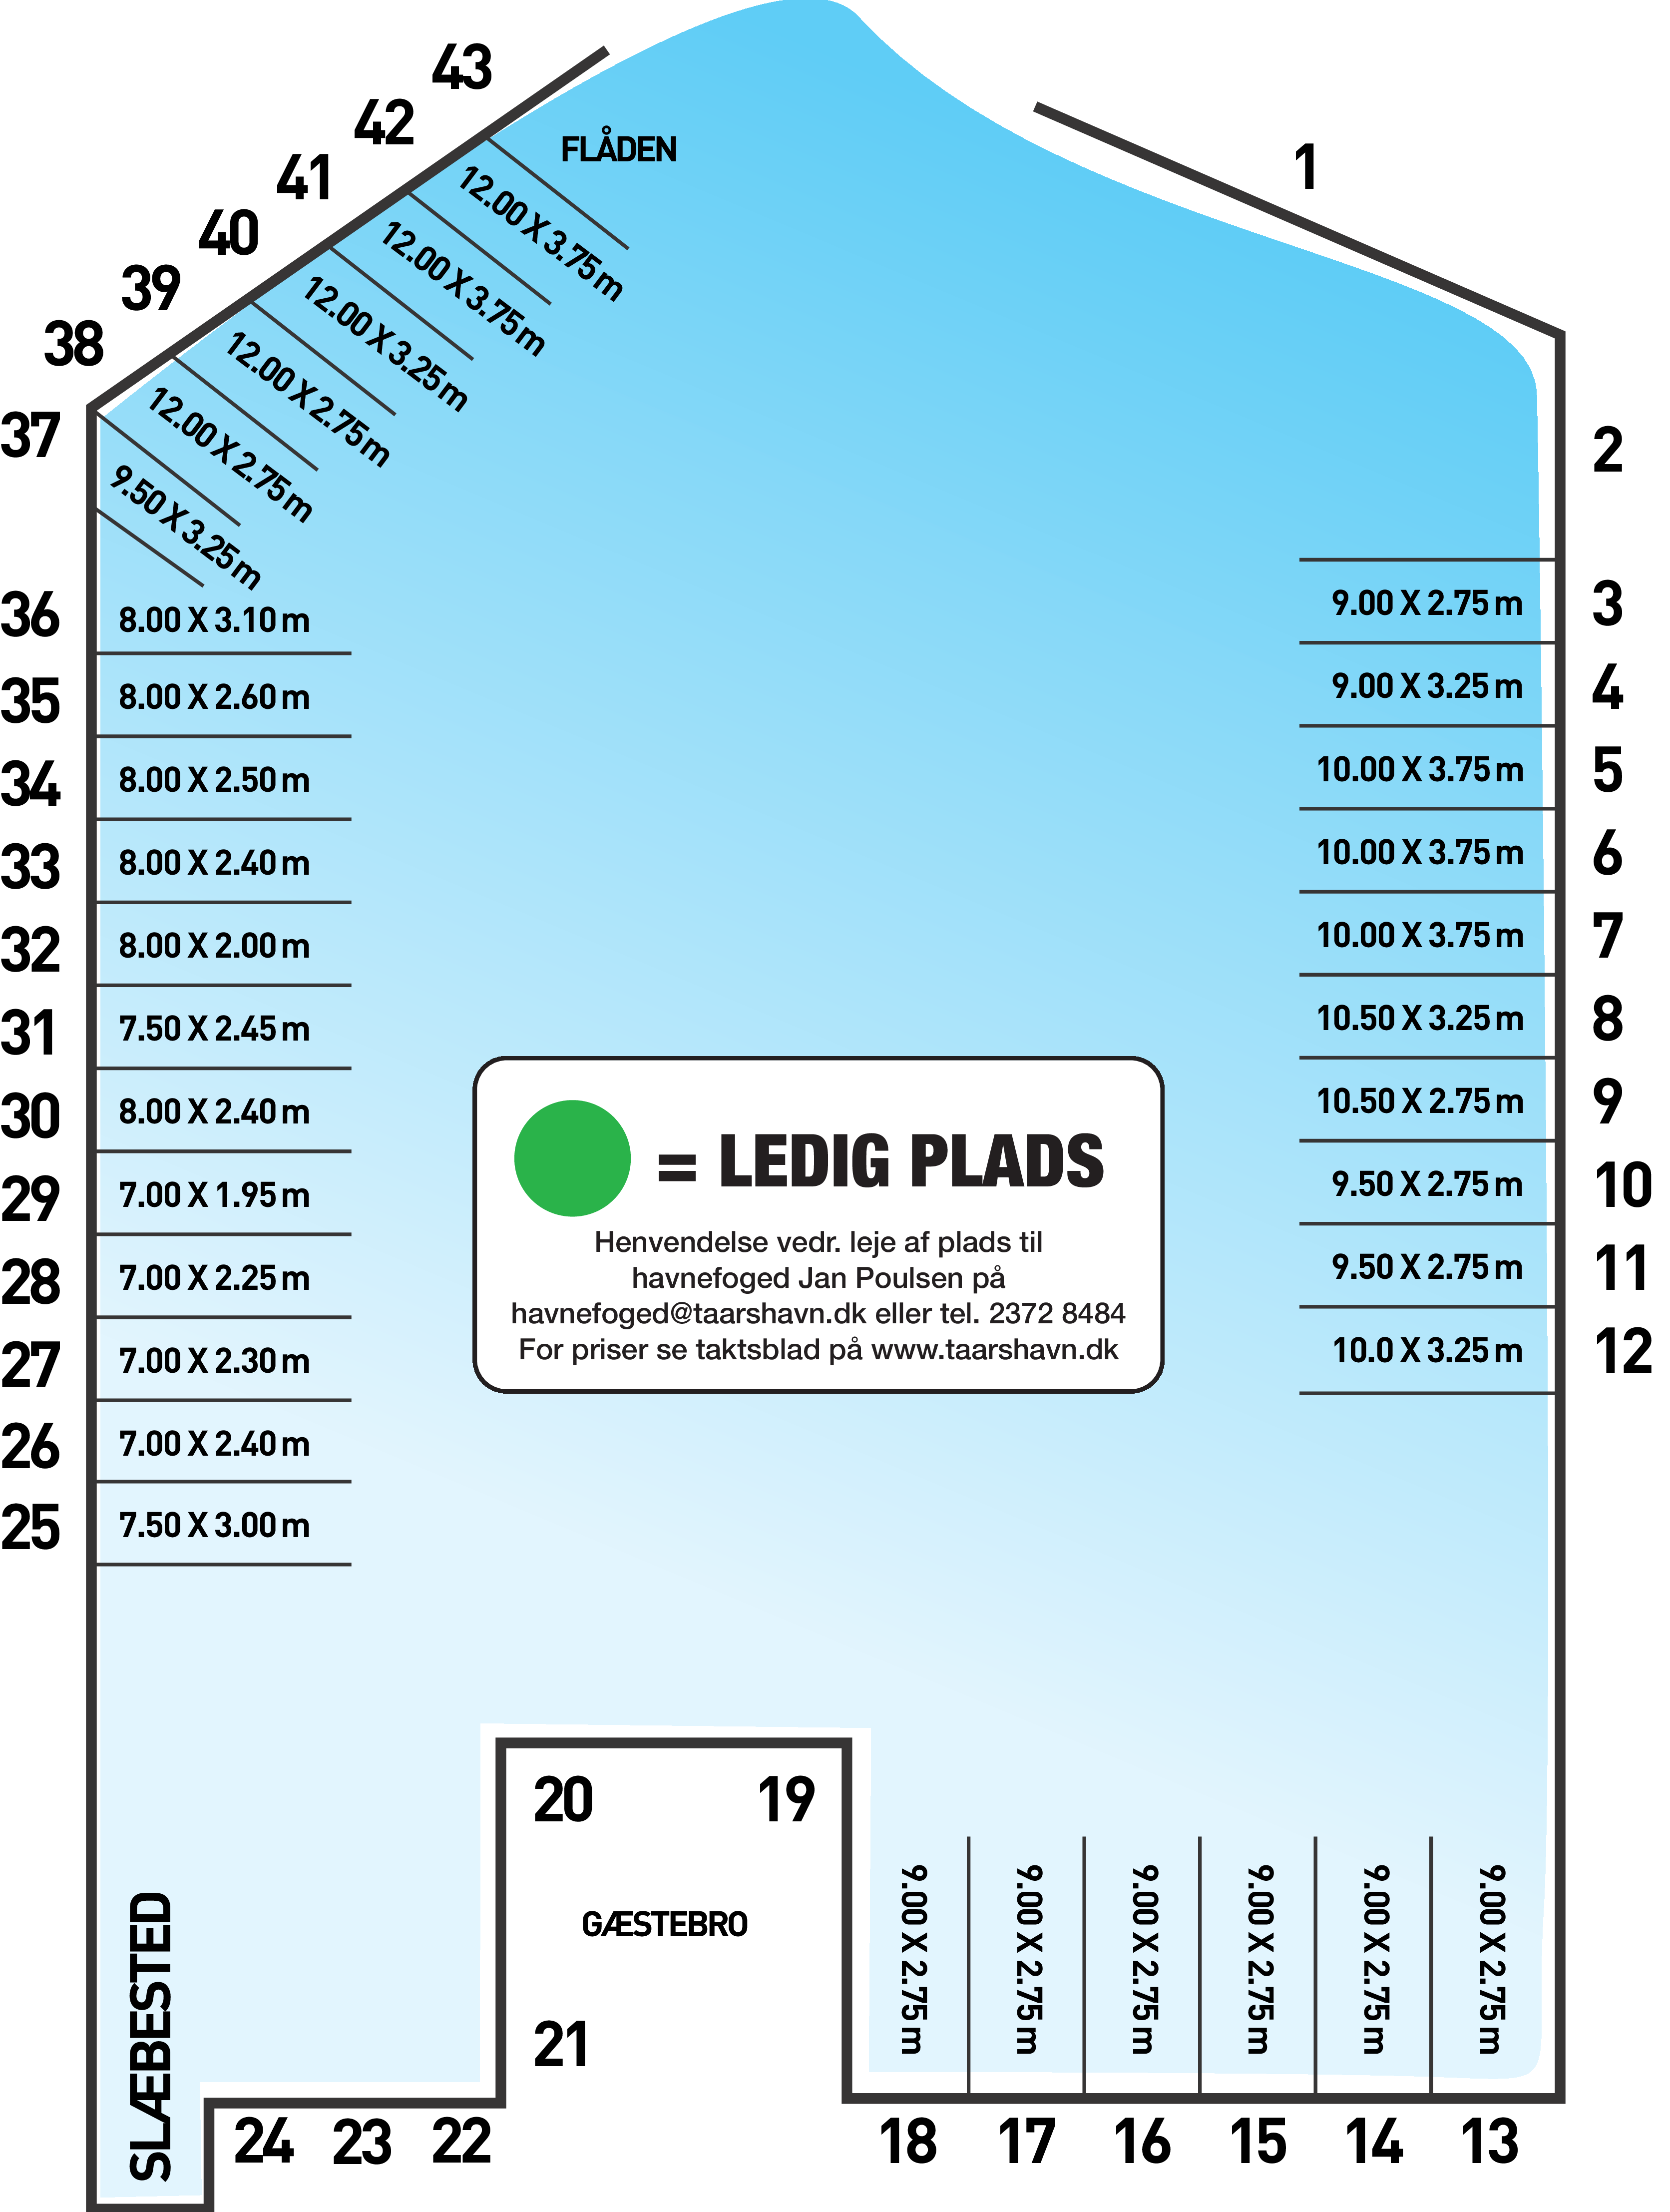 43
42
41
40
39
38
37
FLÅDEN
12.00 X 3.75 m
12.00 X 3.75 m
12.00 X 3.25 m
12.00 X 2.75 m
12.00 X 2.75 m
9.50 X 3.25 m
36 8.00 X 3.10 m
35 8.00 X 2.60 m
34 8.00 X 2.50 m
33 8.00 X 2.40 m
32 8.00 X 2.00 m
31 7.50 X 2.45 m
30 8.00 X 2.40 m
29 7.00 X 1.95 m
28 7.00 X 2.25 m
27 7.00 X 2.30 m
26 7.00 X 2.40 m
25 7.50 X 3.00 m
1
2
9.00 X 2.75 m 3
9.00 X 3.25 m 4
10.00 X 3.75 m 5
10.00 X 3.75 m 6
10.00 X 3.75 m 7
10.50 X 3.25 m 8
10.50 X 2.75 m 9
9.50 X 2.75 m 10
9.50 X 2.75 m 11
10.0 X 3.25 m 12
= LEDIG PLADS
Henvendelse vedr. leje af plads til
havnefoged Jan Poulsen på
havnefoged@taarshavn.dk eller tel. 2372 8484
For priser se taktsblad på www.taarshavn.dk
20 19
GÆSTEBRO
21
SLÆBESTED
24 23 22
9.00 X 2.75 m
9.00 X 2.75 m
9.00 X 2.75 m
9.00 X 2.75 m
9.00 X 2.75 m
9.00 X 2.75 m
18 17 16 15 14 13